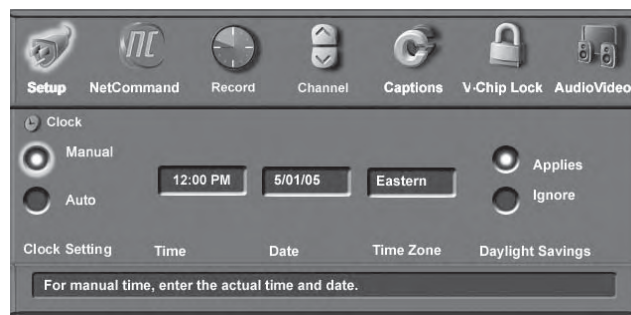 Setup NetCommand Record Channel Captions V-Chip Lock AudioVideo
Clock
Manual
Applies
12:00 PM 5/01/05 Eastern
Auto
Ignore
Clock Setting Time Date Time Zone Daylight Savings
For manual time, enter the actual time and date.